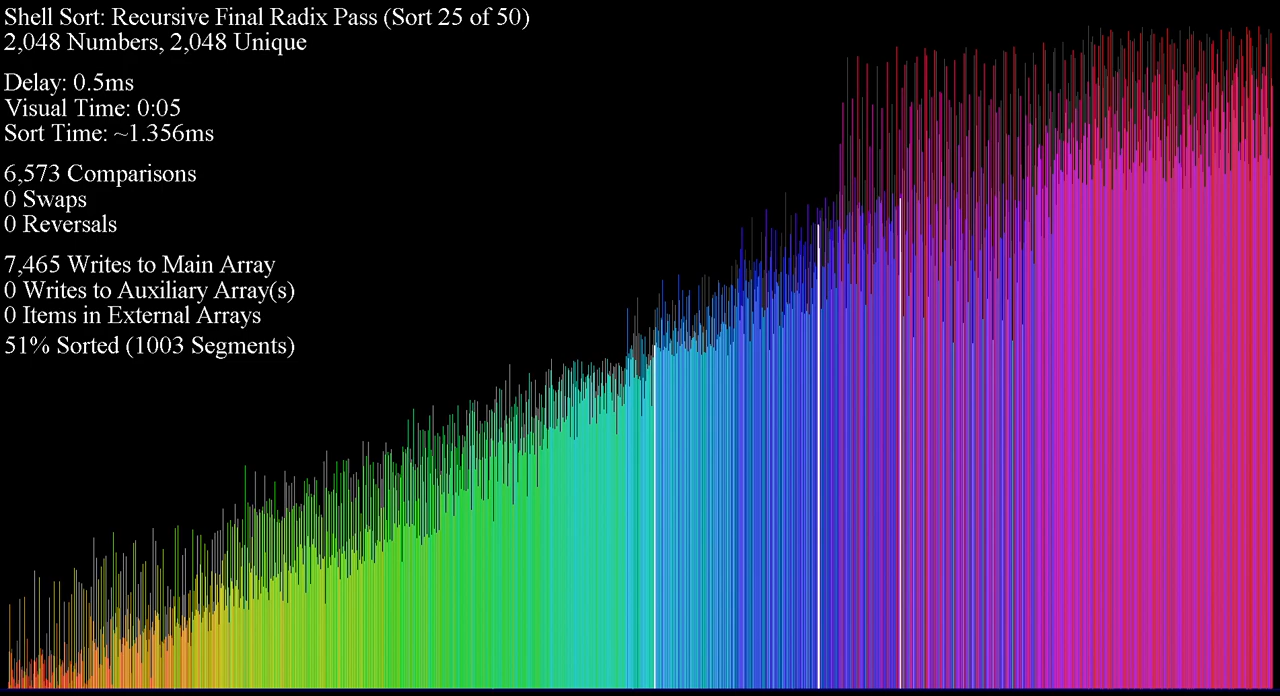 Shell Sort: Recursive Final Radix Pass (Sort 25 of 50)
2,048 Numbers, 2,048 Unique
Delay: 0.5ms
Visual Time: 0:05
Sort Time: ~1.356ms
6,573 Comparisons
0 Swaps
0 Reversals
7,465 Writes to Main Array
0 Writes to Auxiliary Array(s)
0 Items in External Arrays
51% Sorted (1003 Segments)